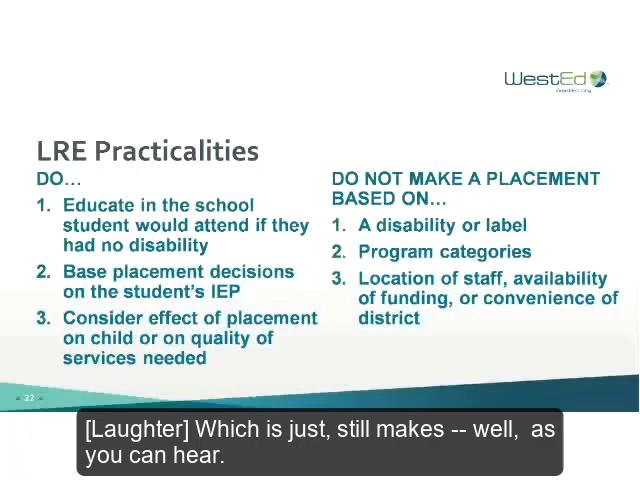 WestEd
WestEd.org
LRE Practicalities
DO...
1. Educate in the school
student would attend if they
had no disability
2. Base placement decisions
on the student's IEP
3. Consider effect of placement
on child or on quality of
services needed
DO NOT MAKE A PLACEMENT
BASED ON...
1. A disability or label
2. Program categories
3. Location of staff, availability
of funding, or convenience of
district
22
[Laughter] Which is just, still makes -- well, as
you can hear.